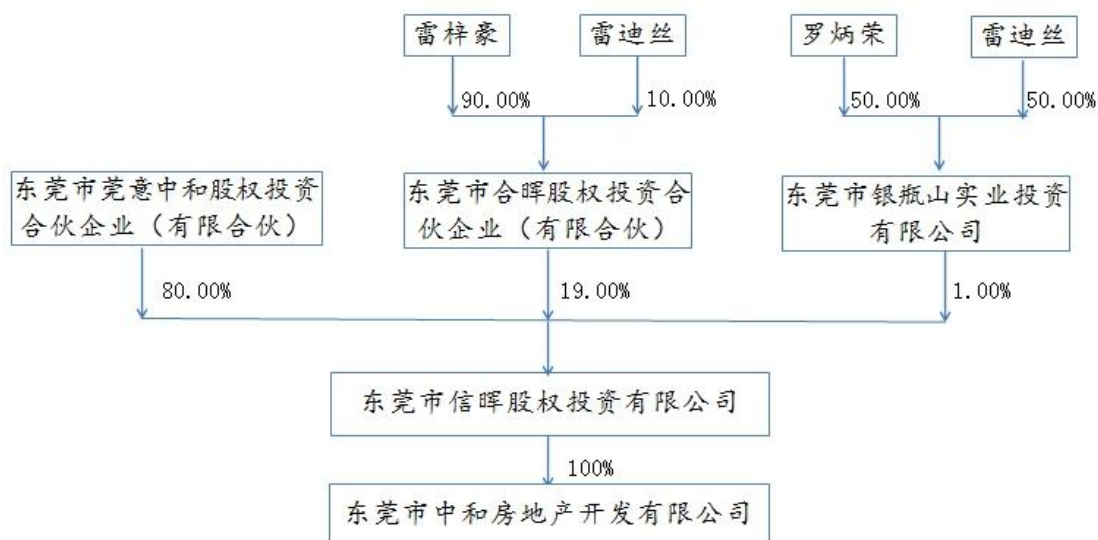 雷梓豪
雷迪丝
罗炳荣
雷迪丝
90.00%
10.00%
50.00%
50.00%
东莞市莞意中和股权投资
合伙企业（有限合伙）
东莞市合晖股权投资合
伙企业（有限合伙）
东莞市银瓶山实业投资
有限公司
80.00%
19.00%
1.00%
东莞市信晖股权投资有限公司
100%
东莞市中和房地产开发有限公司